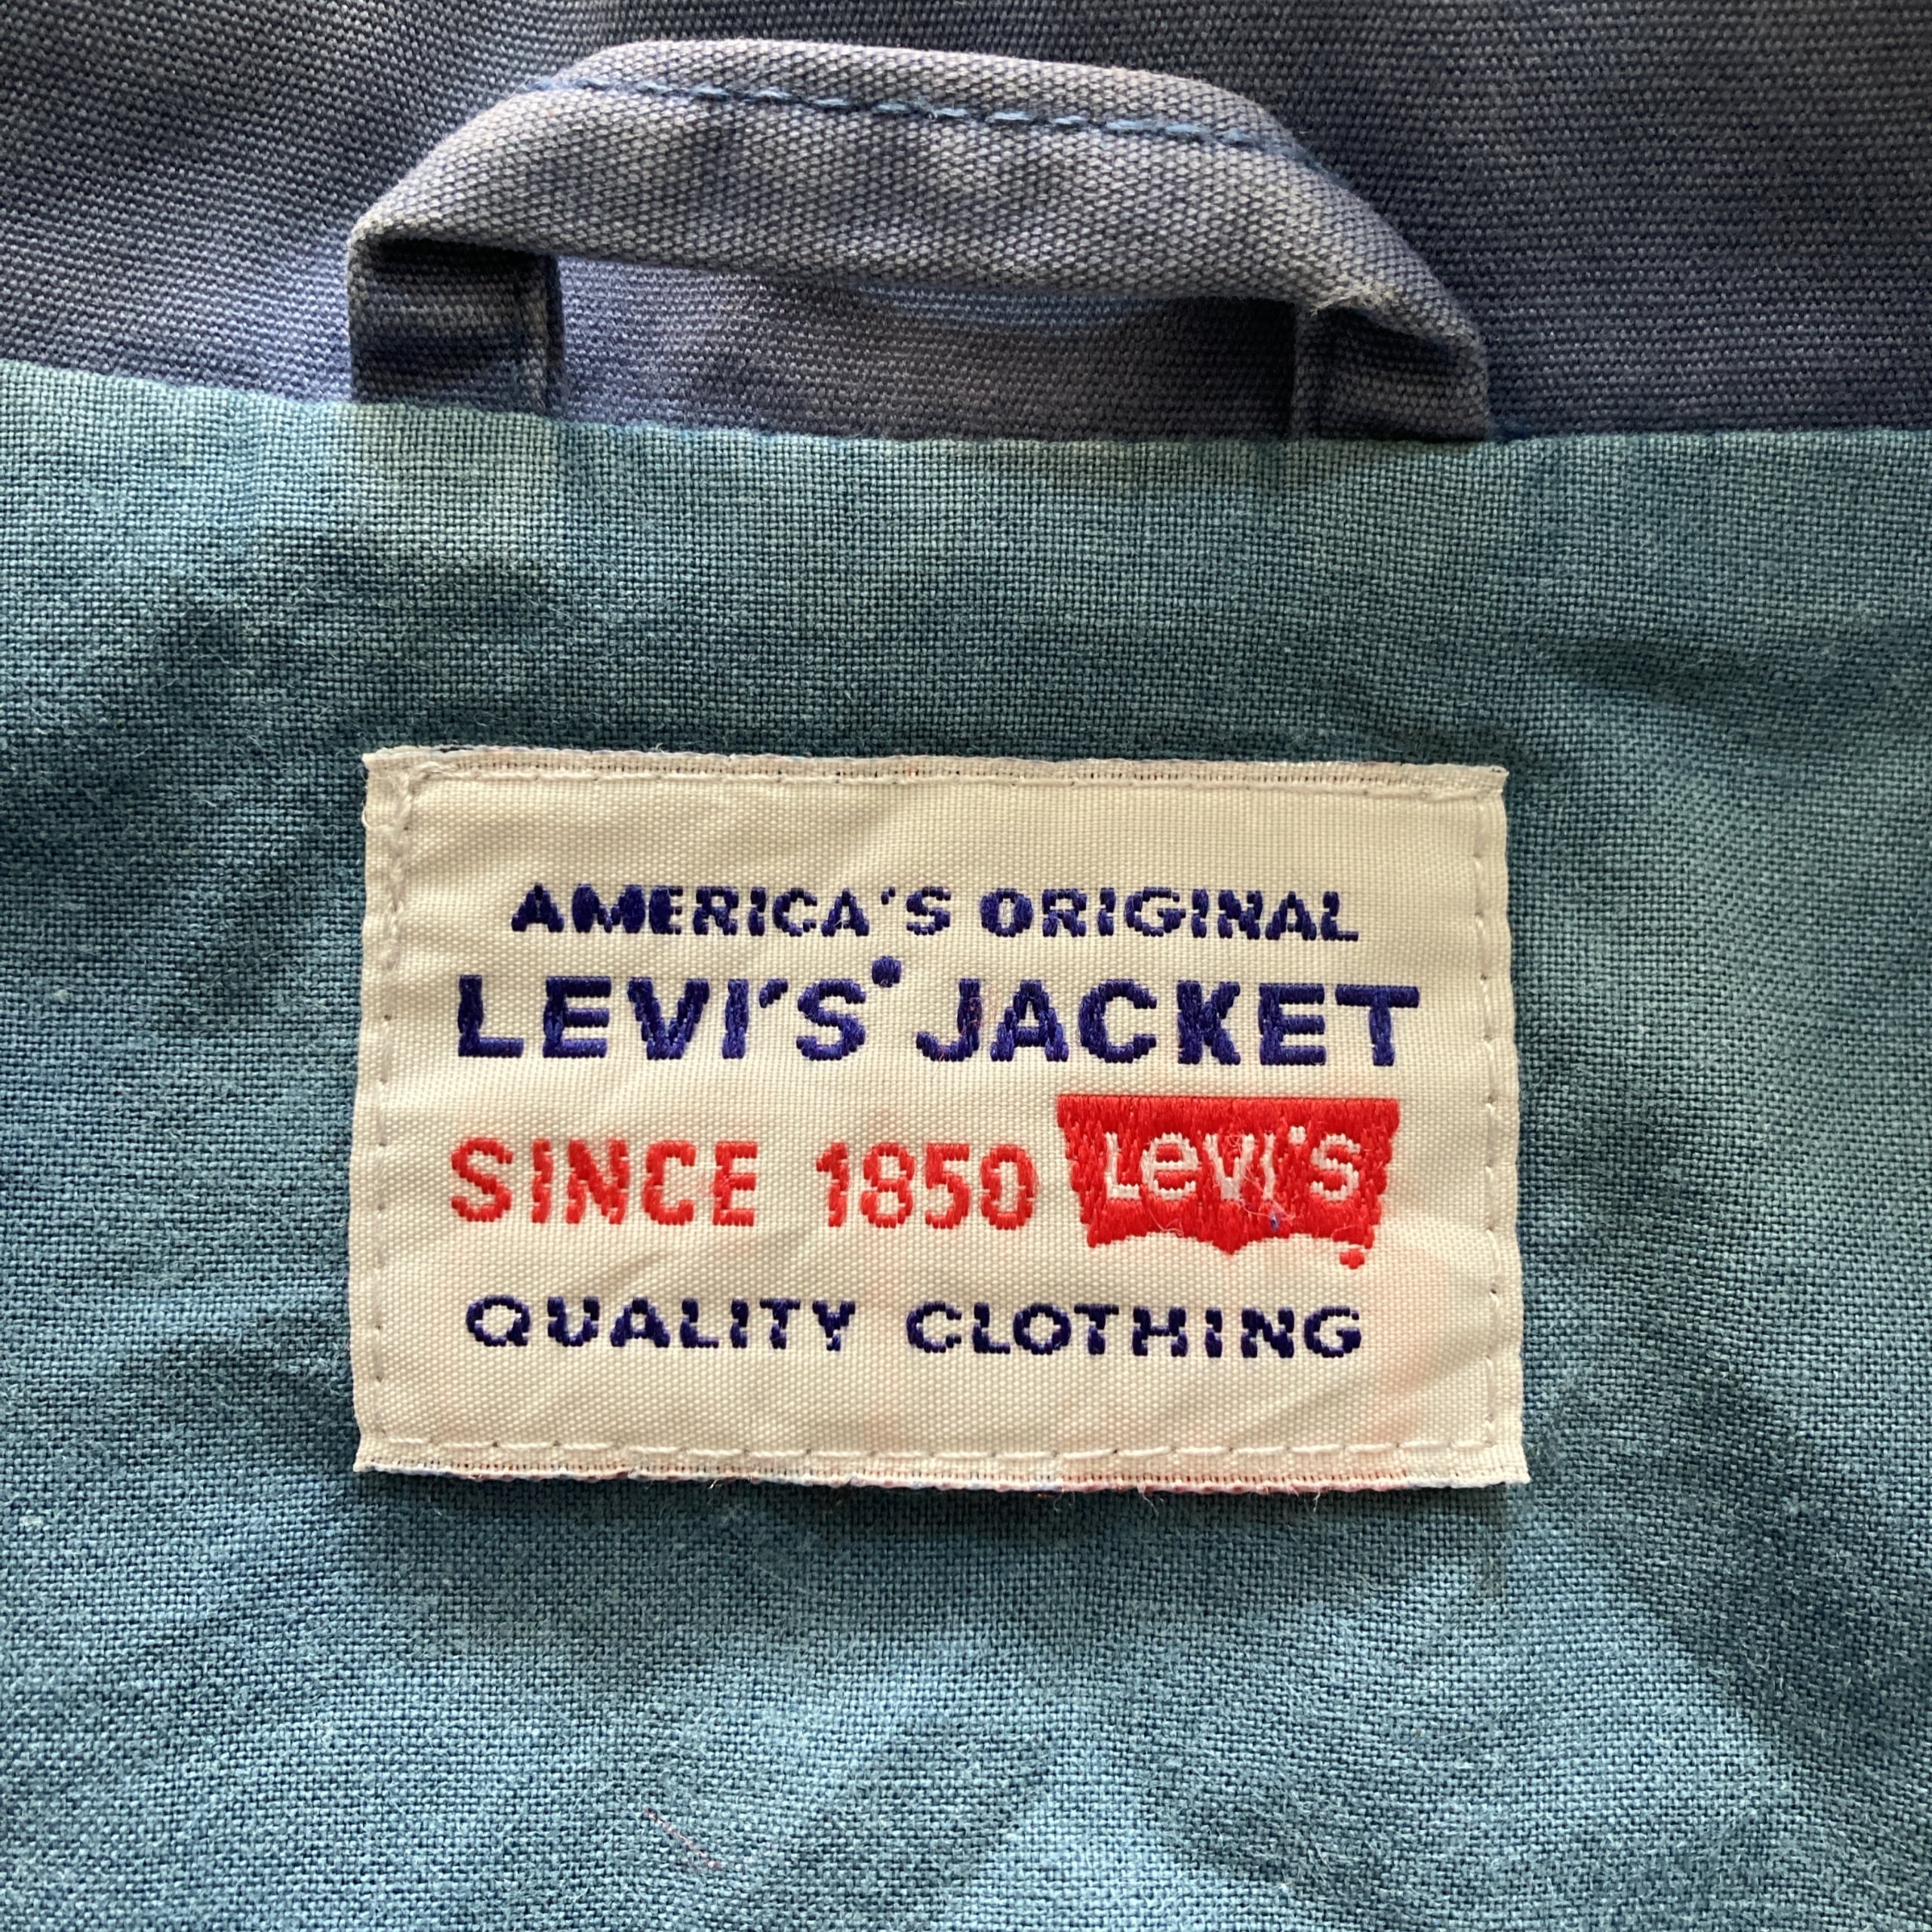 AMERICA'S ORIGINAL
LEVI'S JACKET
SINCE 1850 Levi's
QUALITY CLOTHING